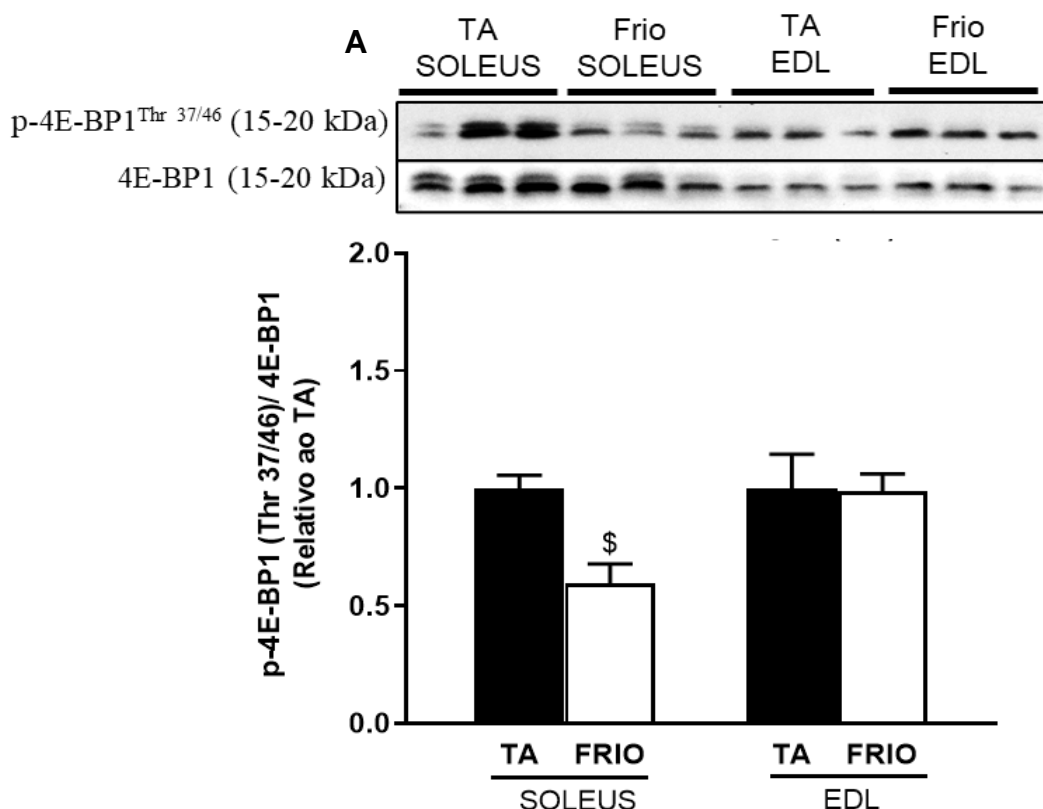 A
TA
SOLEUS
Frio
SOLEUS
TA
EDL
Frio
EDL
p-4E-BP1Thr 37/46 (15-20 kDa)
4E-BP1 (15-20 kDa)
p-4E-BP1 (Thr 37/46)/ 4E-BP1
(Relativo ao TA)
2.0
1.5
1.0
0.5
0.0
$
TA FRIO TA FRIO
SOLEUS EDL